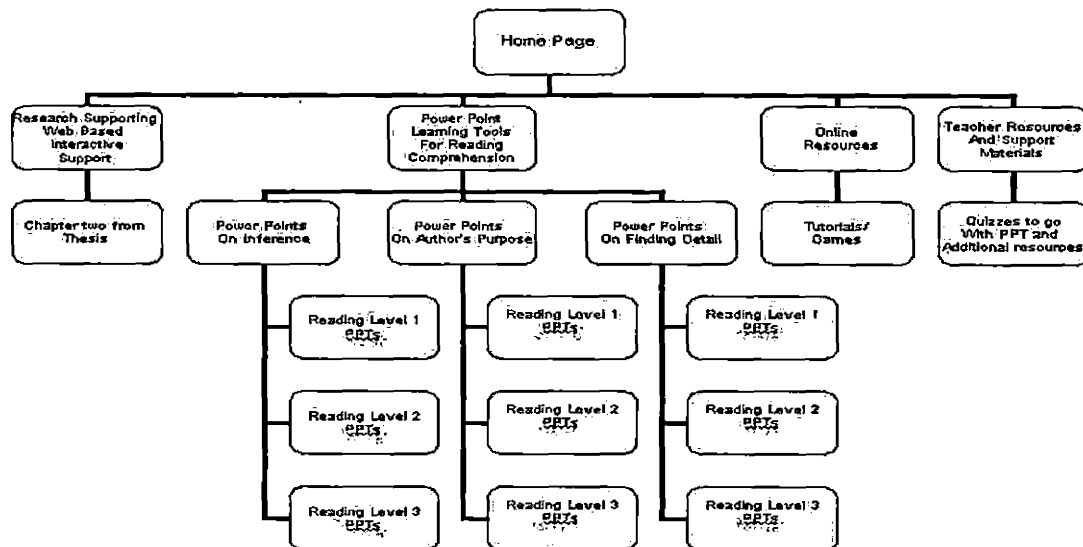 Home Page
Research Supporting
Web Based
Interactive
Support
Power Point
Learning Tools
For Reading
Comprehension
Online
Resources
Teacher Resources
And Support
Materials
Chapter two from
Thesis
Power Points
On Inference
Power Points
On Author's Purpose
Power Points
On Finding Detail
Tutorials/
Games
Quizzes to go
With PPT and
Additional resources
Reading Level 1
PPTs
Reading Level 1
PPTs
Reading Level 1
PPTs
Reading Level 2
PPTs
Reading Level 2
PPTs
Reading Level 2
PPTs
Reading Level 3
PPTs
Reading Level 3
PPTs
Reading Level 3
PPTs